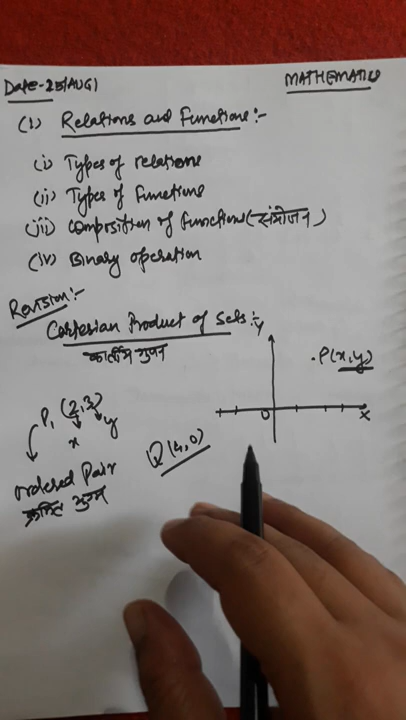 Date-25/AUG)
MATHEMATICS
(1) Relations and Functions:-
(i) Types of relations
(ii) Types of Functions
(iii) Composition of functions (संयोजन)
(iv) Binary operation
Revision:-
Cartesian Product of Sets:-
कार्तीय गुणन
Y
.P(x,y)
O
X
P, (2,3)
x
y
Q(4,0)
ordered Pair
क्रमित युग्म